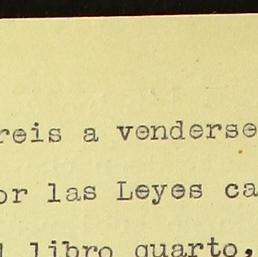 reis a venderse
or las Leyes ca
l libro quarto,